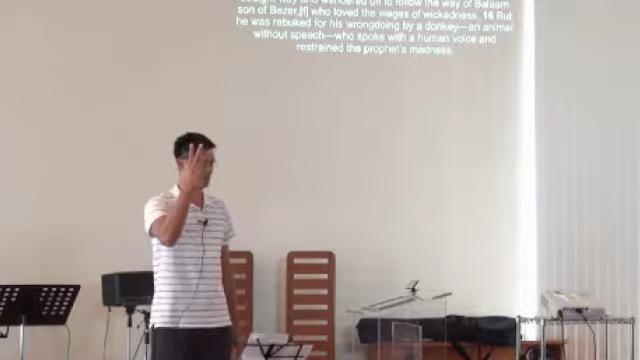 straight way and wandered off to follow the way of Balaam
son of Bezer,[f] who loved the wages of wickedness. 16 But
he was rebuked for his wrongdoing by a donkey—an animal
without speech—who spoke with a human voice and
restrained the prophet's madness.